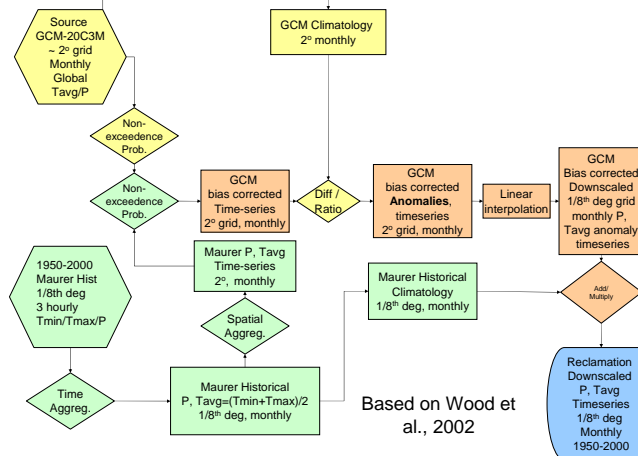 Source
GCM-20C3M
~ 2º grid
Monthly
Global
Tavg/P
GCM Climatology
2º monthly
Non-
exceedence
Prob.
Non-
exceedence
Prob.
GCM
bias corrected
Time-series
2º grid, monthly
Diff /
Ratio
GCM
bias corrected
Anomalies,
timeseries
2º grid, monthly
Linear
interpolation
GCM
Bias corrected
Downscaled
1/8th deg grid
monthly P,
Tavg anomaly
timeseries
Maurer P, Tavg
Time-series
2º, monthly
1950-2000
Maurer Hist
1/8th deg
3 hourly
Tmin/Tmax/P
Spatial
Aggreg.
Maurer Historical
Climatology
1/8th deg, monthly
Add/
Multiply
Time
Aggreg.
Maurer Historical
P, Tavg=(Tmin+Tmax)/2
1/8th deg, monthly
Based on Wood et
al., 2002
Reclamation
Downscaled
P, Tavg
Timeseries
1/8th deg
Monthly
1950-2000